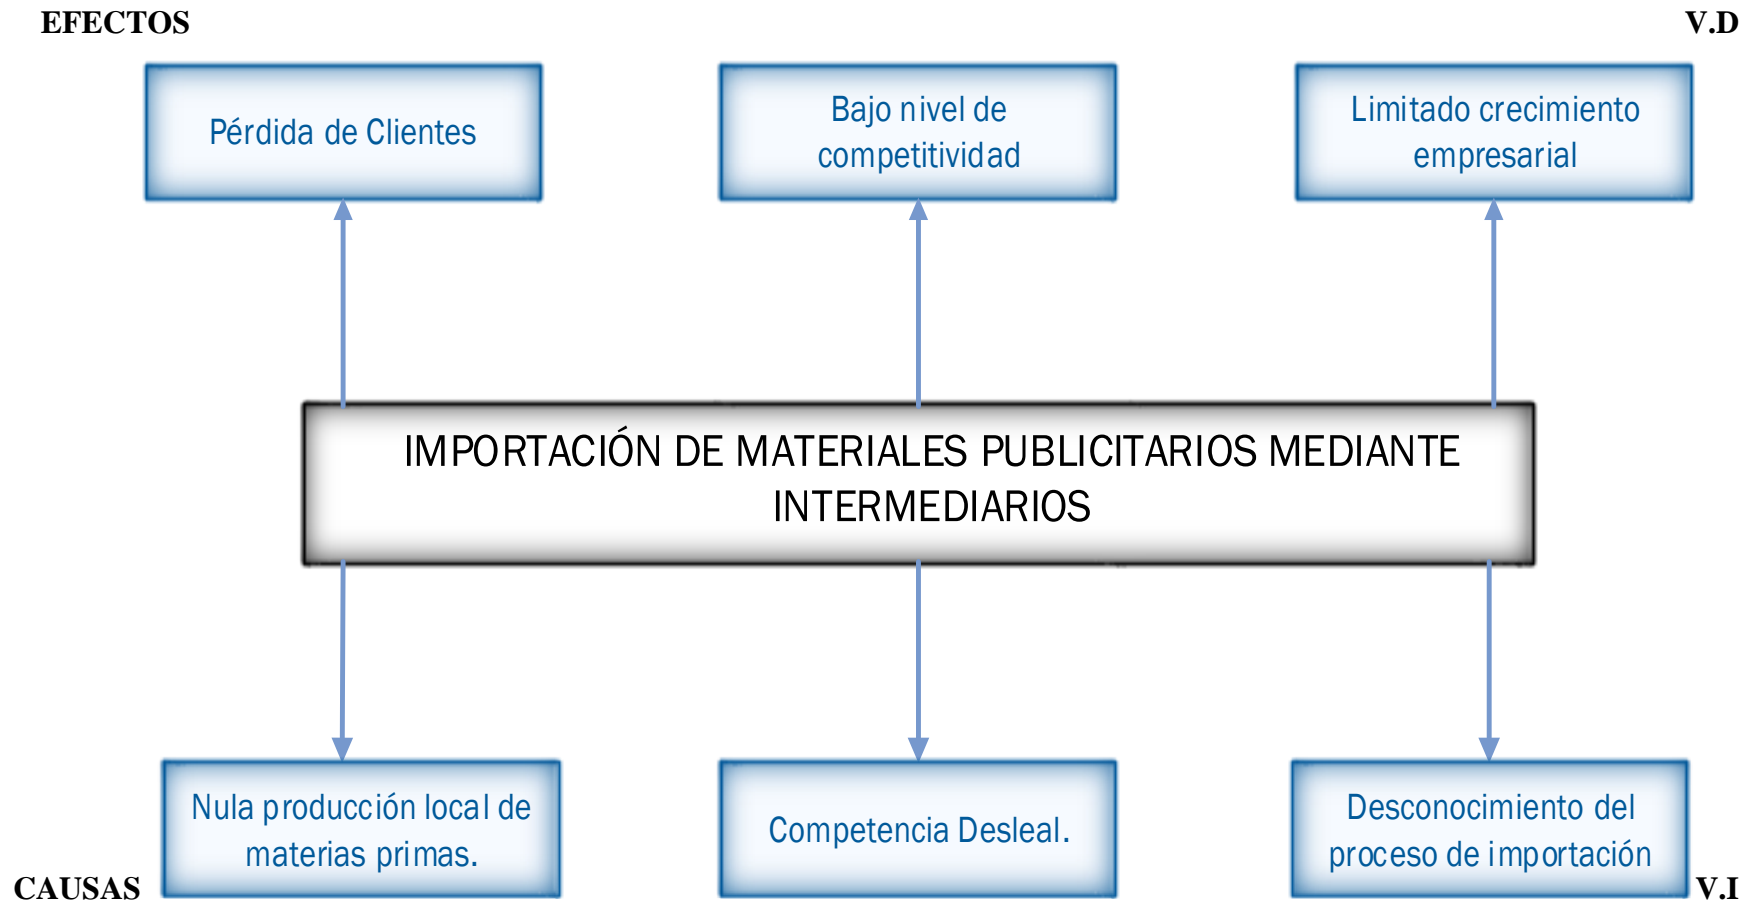 EFECTOS
V.D
Pérdida de Clientes
Bajo nivel de
competitividad
Limitado crecimiento
empresarial
IMPORTACIÓN DE MATERIALES PUBLICITARIOS MEDIANTE
INTERMEDIARIOS
Nula producción local de
materias primas.
Competencia Desleal.
Desconocimiento del
proceso de importación
CAUSAS
V.I